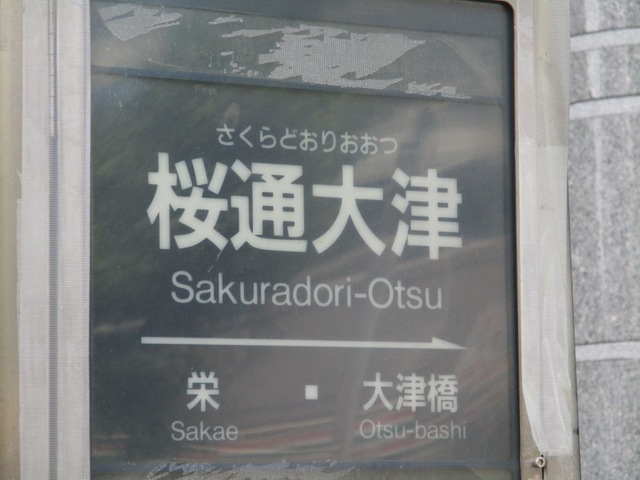 さくらどおりおおつ
桜通大津
Sakuradori-Otsu
栄 ・ 大津橋
Sakae Otsu-bashi